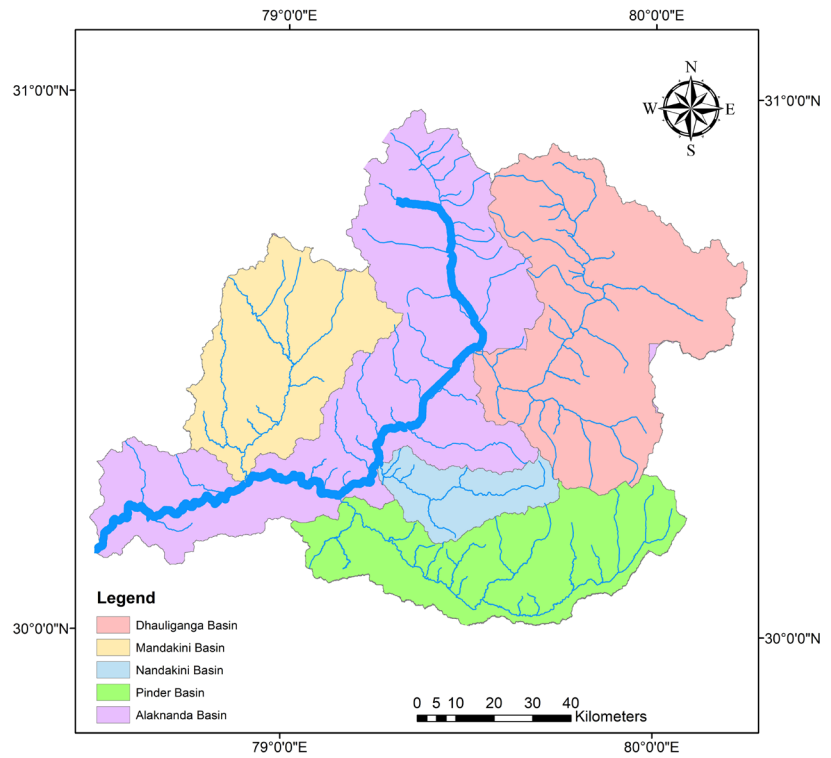 79°0'0"E
80°0'0"E
31°0'0"N
31°0'0"N
N
W
E
S
Legend
Dhauliganga Basin
Mandakini Basin
Nandakini Basin
Pinder Basin
Alaknanda Basin
30°0'0"N
30°0'0"N
0 5 10 20 30 40
Kilometers
79°0'0"E
80°0'0"E